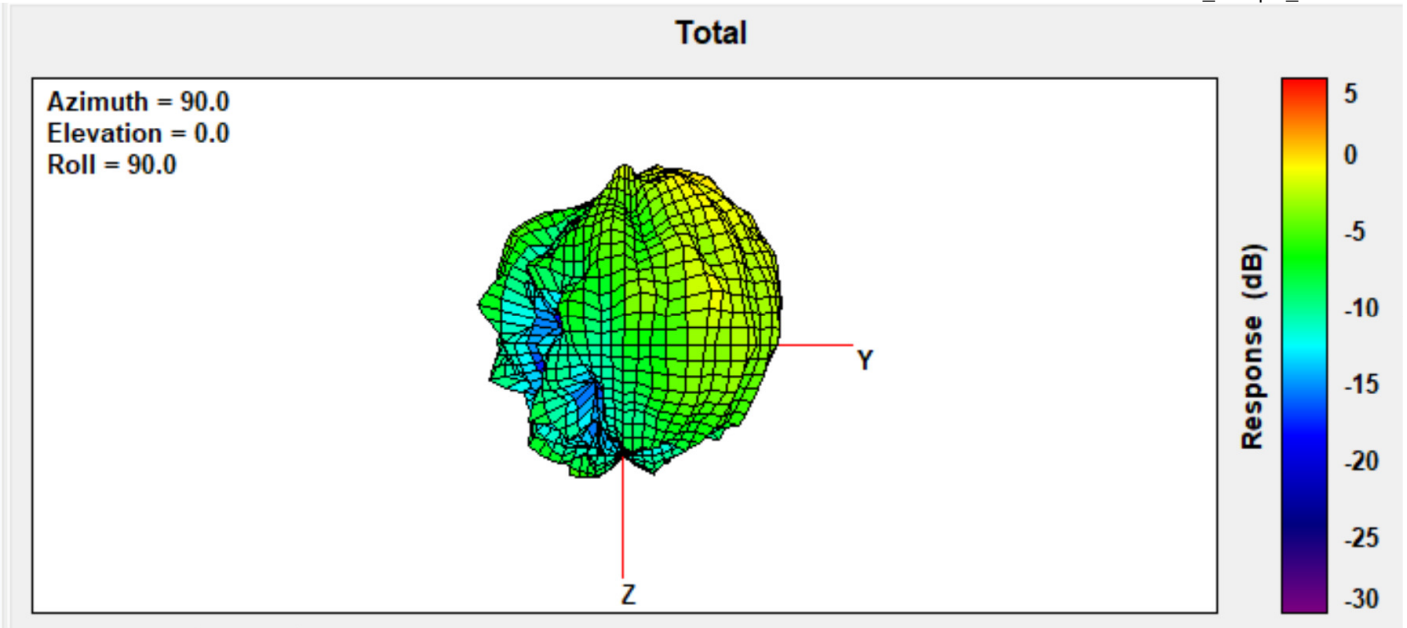 Total
Azimuth = 90.0
Elevation = 0.0
Roll = 90.0
Y
Z
Response (dB)
5
0
-5
-10
-15
-20
-25
-30